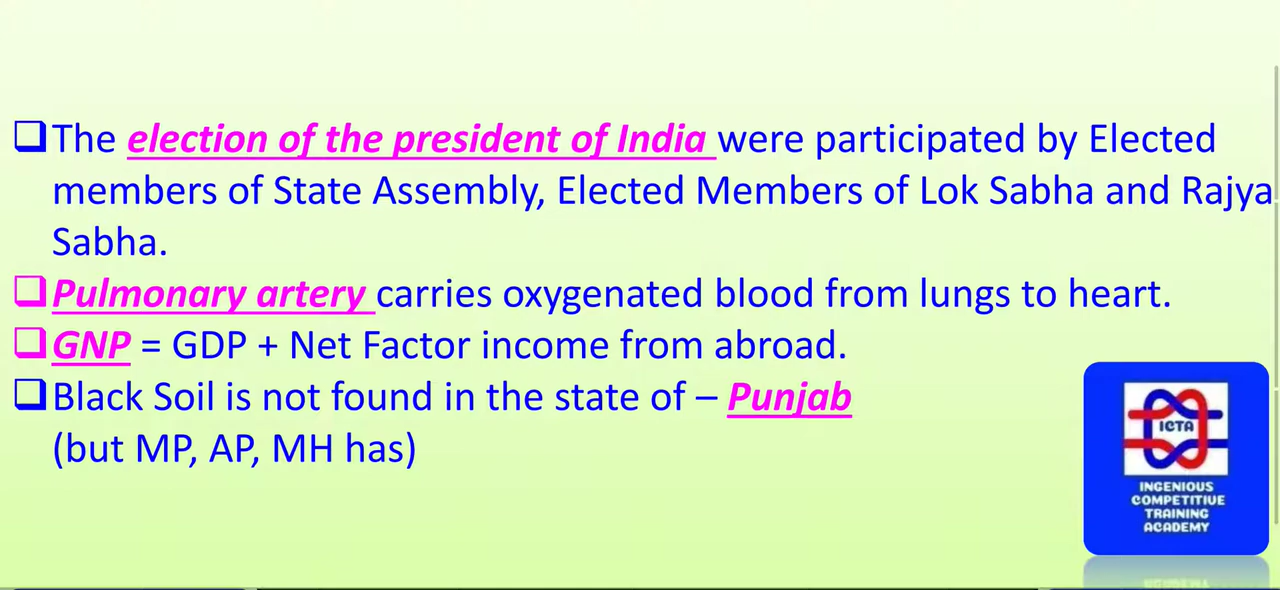 The election of the president of India were participated by Elected
members of State Assembly, Elected Members of Lok Sabha and Rajya
Sabha.
Pulmonary artery carries oxygenated blood from lungs to heart.
GNP = GDP + Net Factor income from abroad.
Black Soil is not found in the state of – Punjab
(but MP, AP, MH has)
ICTA
INGENIOUS
COMPETITIVE
TRAINING
ACADEMY